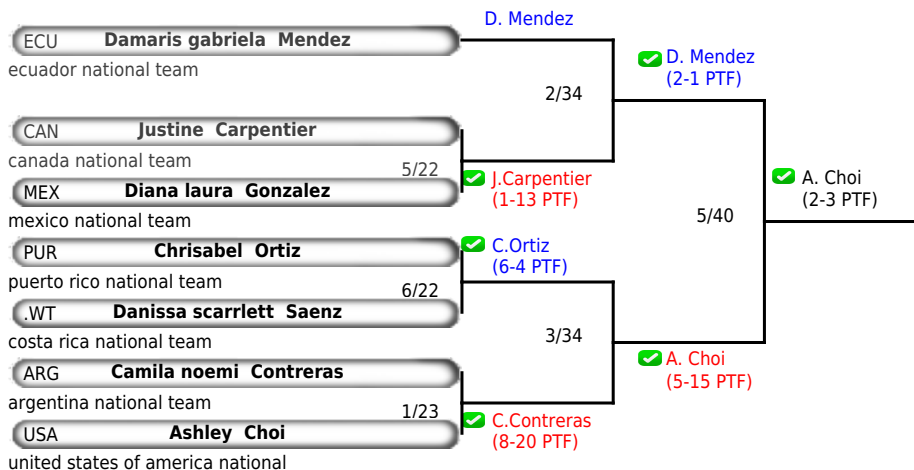 D. Mendez
ECU Damaris gabriela Mendez
ecuador national team
D. Mendez
(2-1 PTF)
2/34
CAN Justine Carpentier
canada national team
5/22
MEX Diana laura Gonzalez
mexico national team
J.Carpentier
(1-13 PTF)
A. Choi
(2-3 PTF)
5/40
PUR Chrisabel Ortiz
puerto rico national team
C.Ortiz
(6-4 PTF)
6/22
.WT Danissa scarrlett Saenz
costa rica national team
3/34
ARG Camila noemi Contreras
argentina national team
A. Choi
(5-15 PTF)
1/23
USA Ashley Choi
united states of america national
C.Contreras
(8-20 PTF)